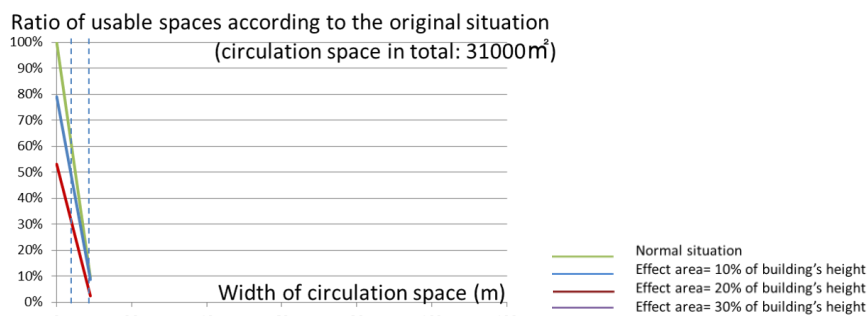 Ratio of usable spaces according to the original situation
(circulation space in total: 31000㎡)
100%
90%
80%
70%
60%
50%
40%
30%
20%
10%
0%
Width of circulation space (m)
Normal situation
Effect area= 10% of building's height
Effect area= 20% of building's height
Effect area= 30% of building's height